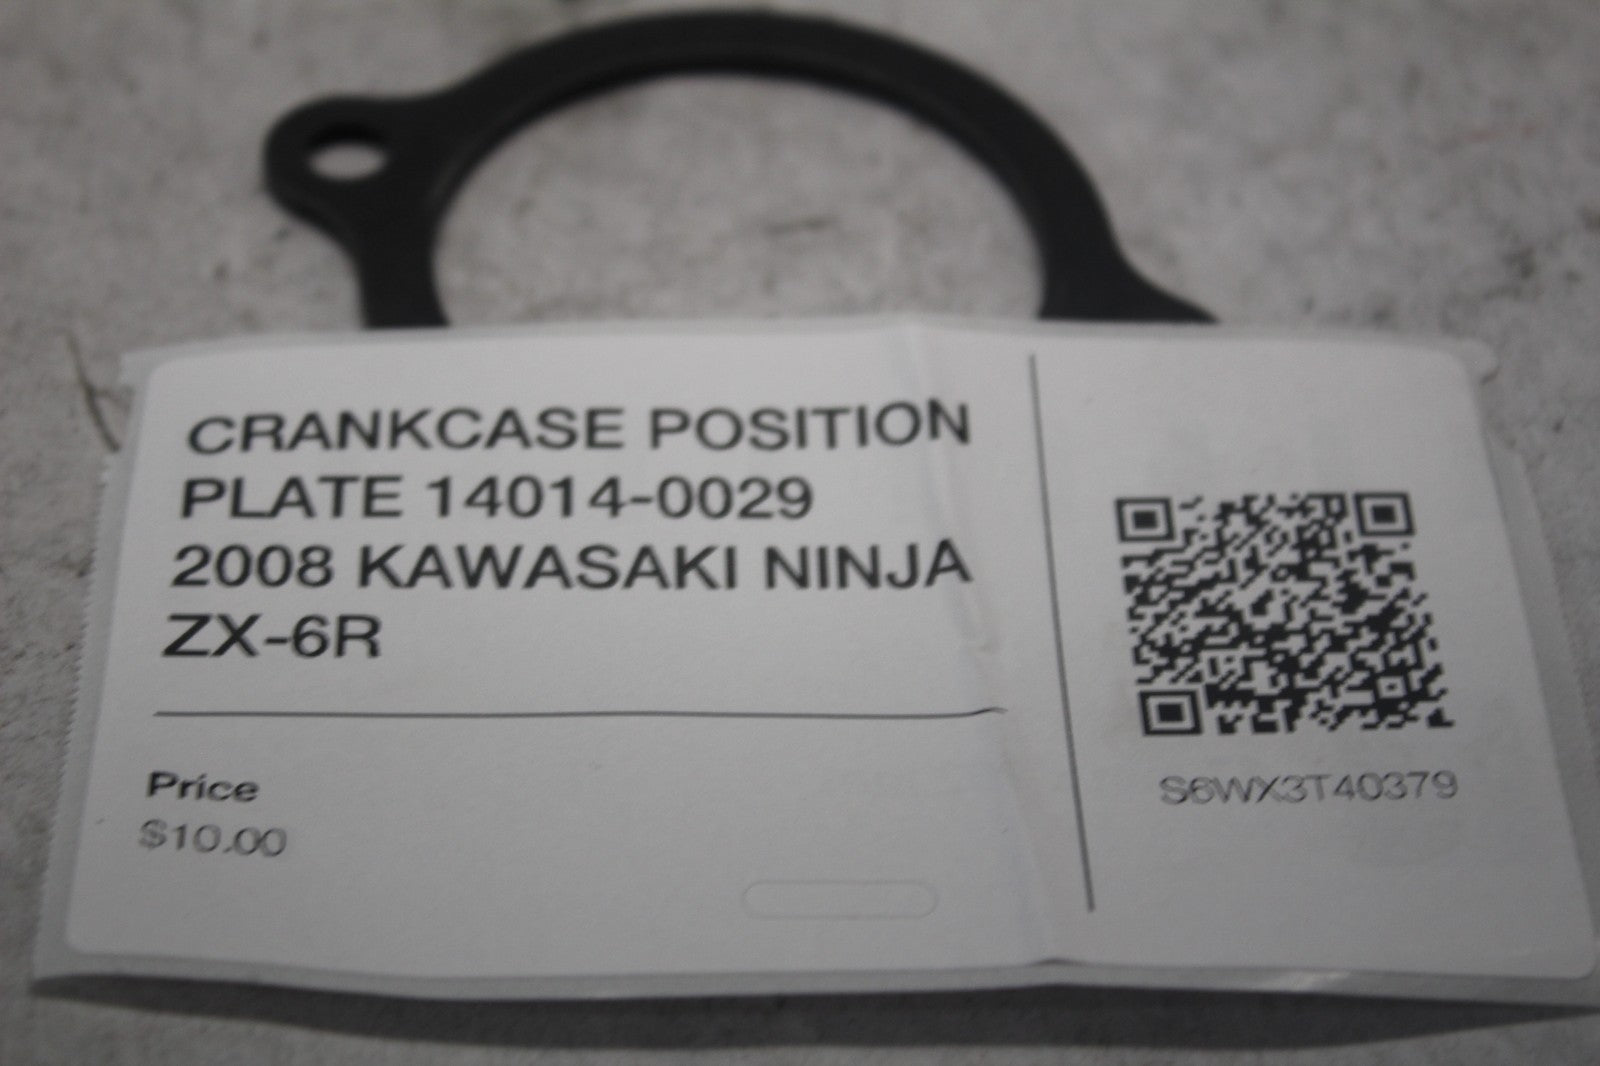 CRANKCASE POSITION
PLATE 14014-0029
2008 KAWASAKI NINJA
ZX-6R
Price
$10.00
S6WX3T40379